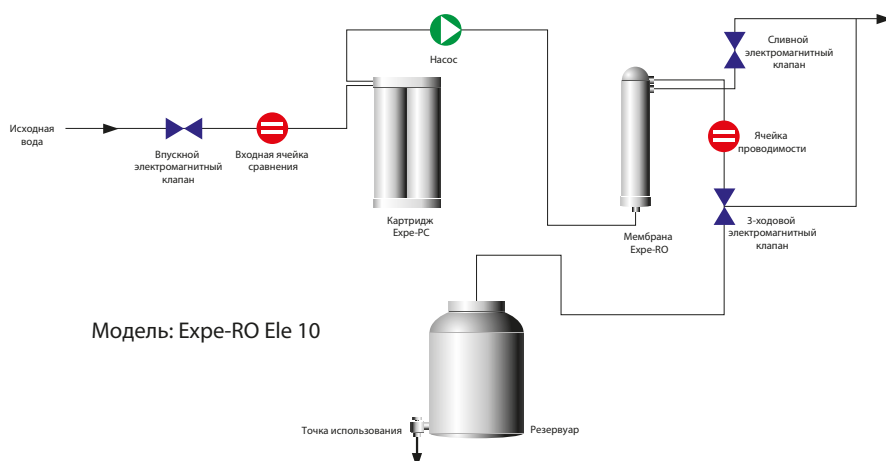 Сливной
электромагнитный
клапан
Насос
Исходная
вода
Впускной
электромагнитный
клапан
Входная ячейка
сравнения
Ячейка
проводимости
Картридж
Expe-PC
Мембрана
Expe-RO
3-ходовой
электромагнитный
клапан
Модель: Expe-RO Ele 10
Точка использования
Резервуар